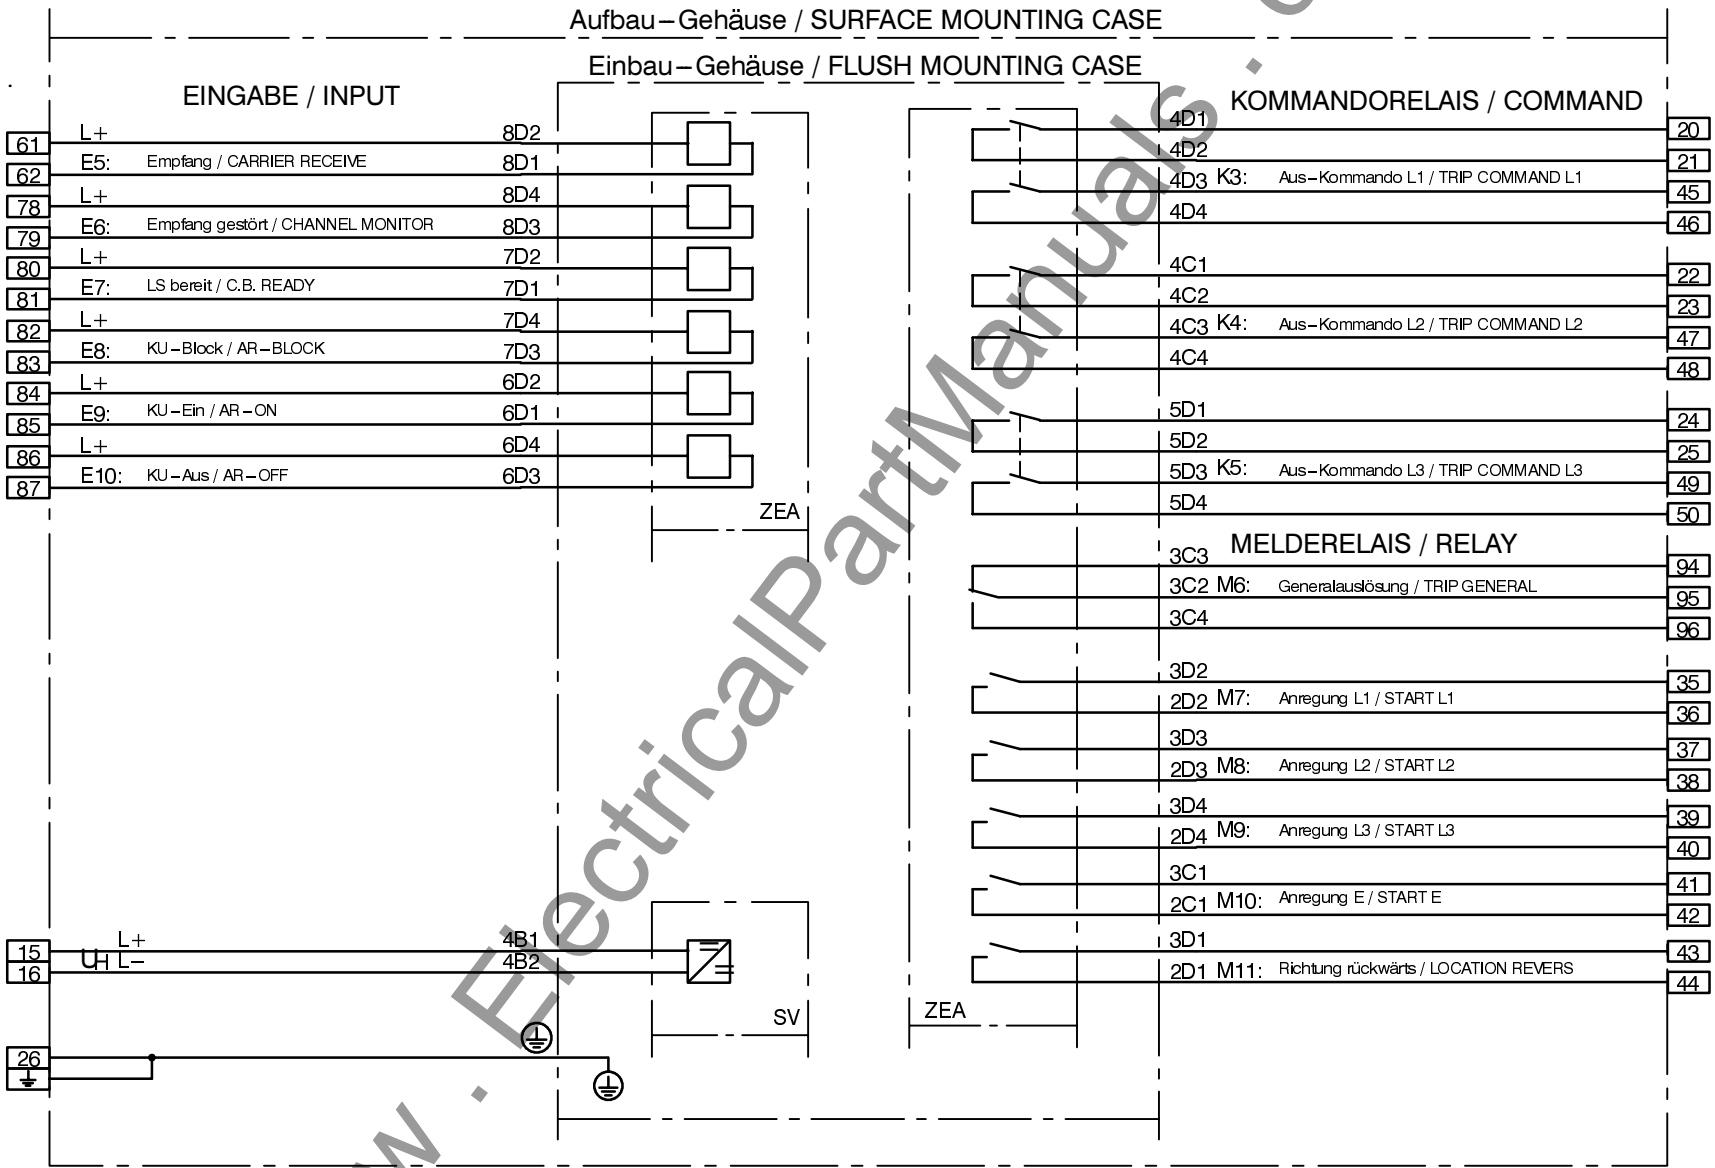 Aufbau–Gehäuse / SURFACE MOUNTING CASE
Einbau–Gehäuse / FLUSH MOUNTING CASE
EINGABE / INPUT
61 L+ 8D2
62 E5: Empfang / CARRIER RECEIVE 8D1
78 L+ 8D4
79 E6: Empfang gestört / CHANNEL MONITOR 8D3
80 L+ 7D2
81 E7: LS bereit / C.B. READY 7D1
82 L+ 7D4
83 E8: KU–Block / AR–BLOCK 7D3
84 L+ 6D2
85 E9: KU–Ein / AR–ON 6D1
86 L+ 6D4
87 E10: KU–Aus / AR–OFF 6D3
ZEA
15 L+ 4B1
UH
16 L– 4B2
SV
26
KOMMANDORELAIS / COMMAND
4D1 20
4D2 21
4D3 K3: Aus–Kommando L1 / TRIP COMMAND L1 45
4D4 46
4C1 22
4C2 23
4C3 K4: Aus–Kommando L2 / TRIP COMMAND L2 47
4C4 48
5D1 24
5D2 25
5D3 K5: Aus–Kommando L3 / TRIP COMMAND L3 49
5D4 50
MELDERELAIS / RELAY
3C3 94
3C2 M6: Generalauslösung / TRIP GENERAL 95
3C4 96
3D2 35
2D2 M7: Anregung L1 / START L1 36
3D3 37
2D3 M8: Anregung L2 / START L2 38
3D4 39
2D4 M9: Anregung L3 / START L3 40
3C1 41
2C1 M10: Anregung E / START E 42
3D1 43
2D1 M11: Richtung rückwärts / LOCATION REVERS 44
ZEA
w . ElectricalPartManuals .